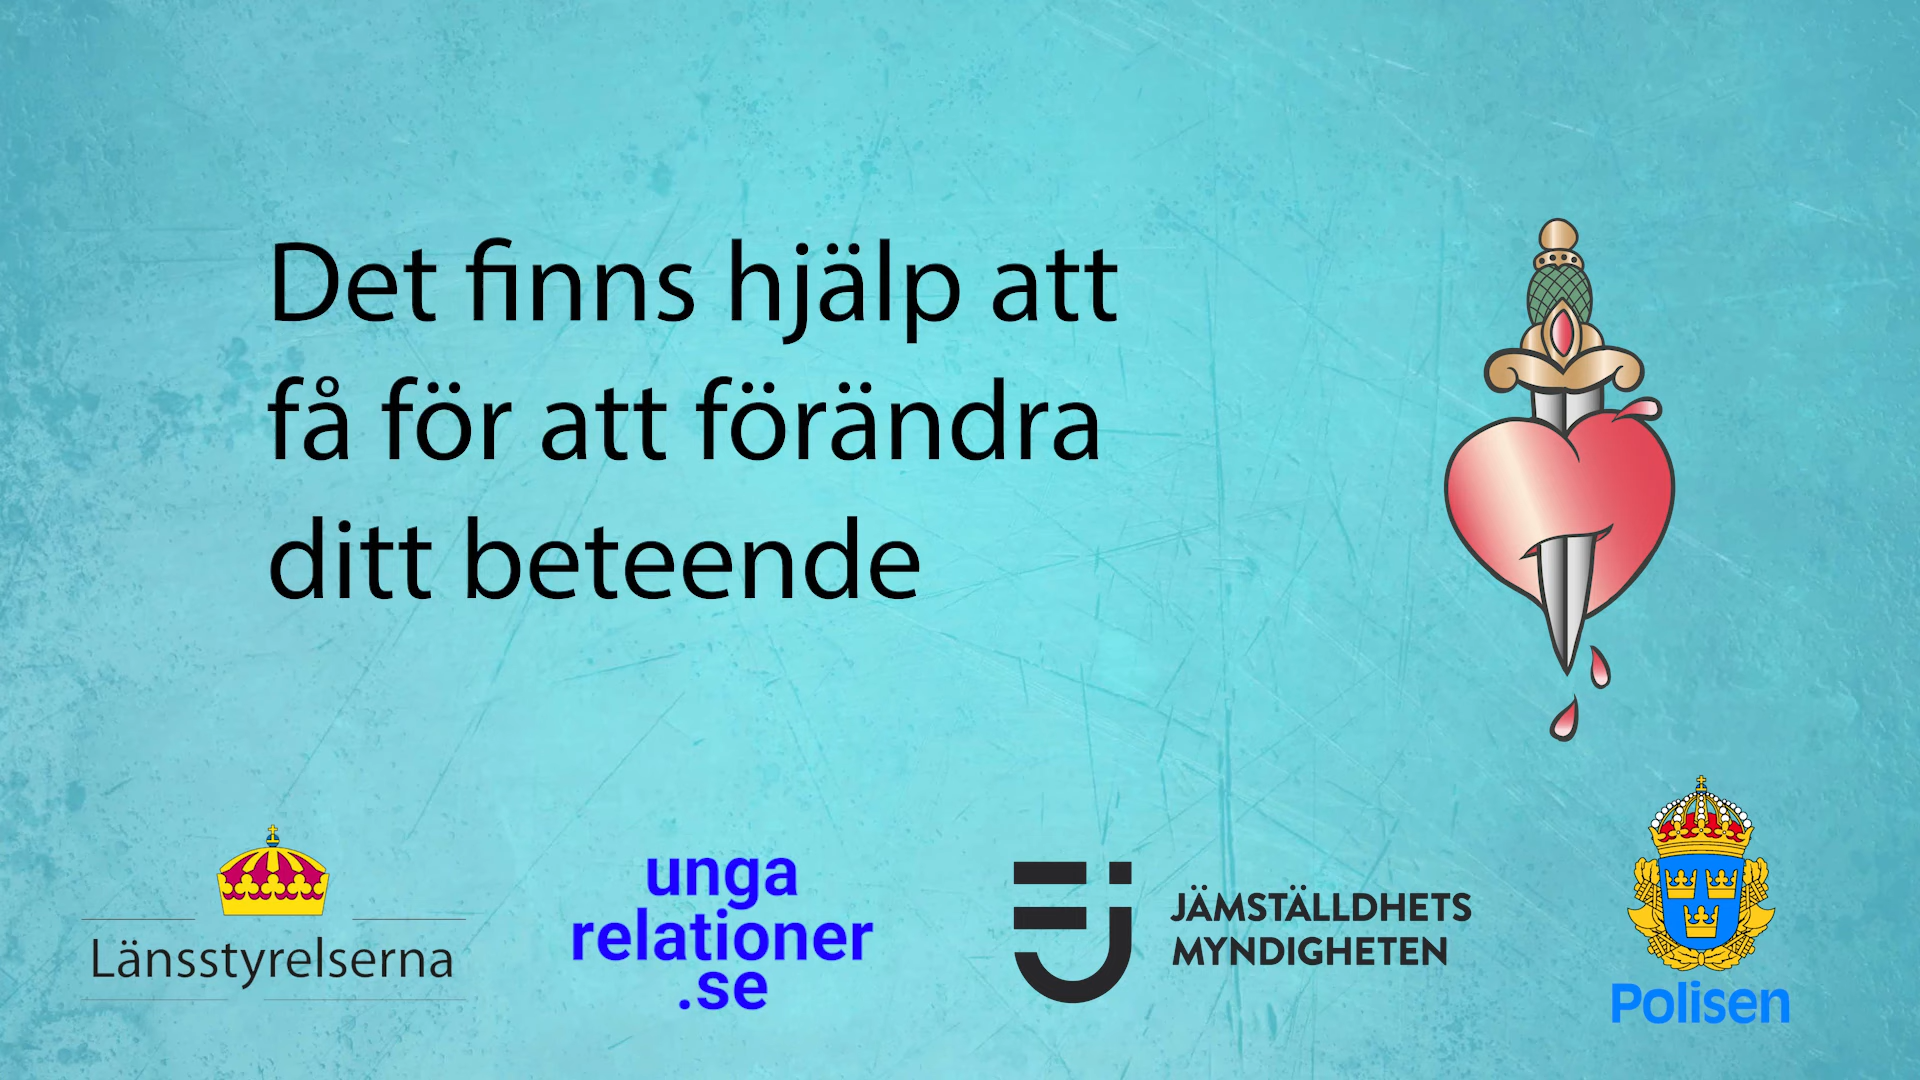 Det finns hjälp att
få för att förändra
ditt beteende
Länsstyrelserna
unga
relationer
.se
JÄMSTÄLLDHETS
MYNDIGHETEN
Polisen